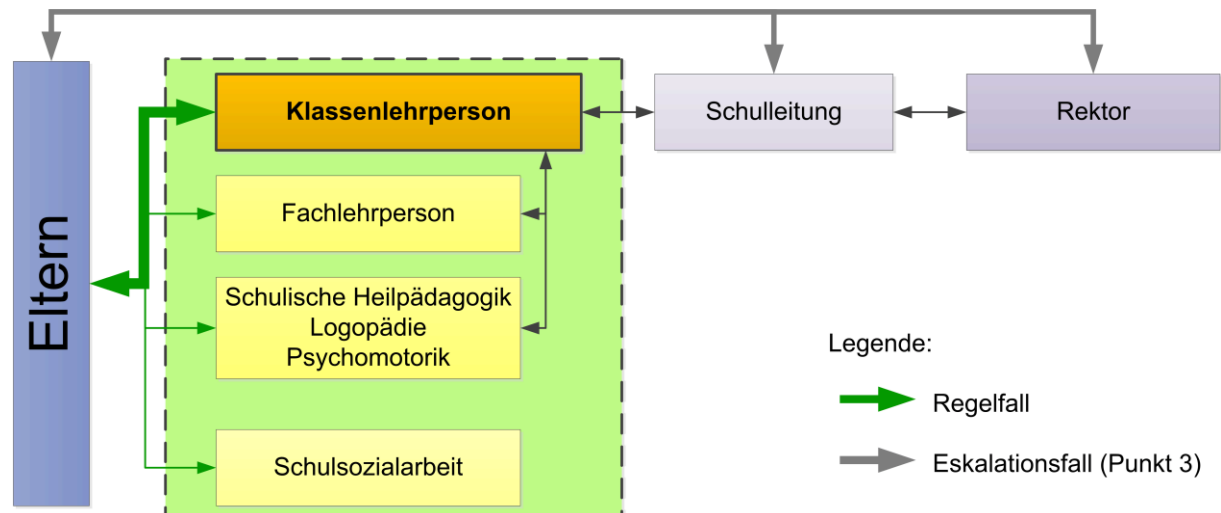 Eltern
Klassenlehrperson
Schulleitung
Rektor
Fachlehrperson
Schulische Heilpädagogik
Logopädie
Psychomotorik
Schulsozialarbeit
Legende:
Regelfall
Eskalationsfall (Punkt 3)